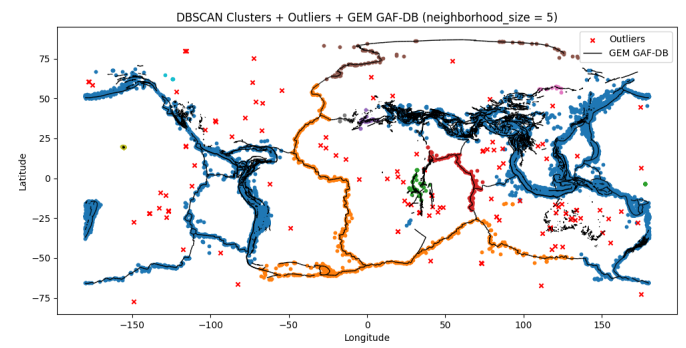 DBSCAN Clusters + Outliers + GEM GAF-DB (neighborhood_size = 5)
Outliers
GEM GAF-DB
75
50
25
0
−25
−50
−75
Latitude
−150
−100
−50
0
50
100
150
Longitude